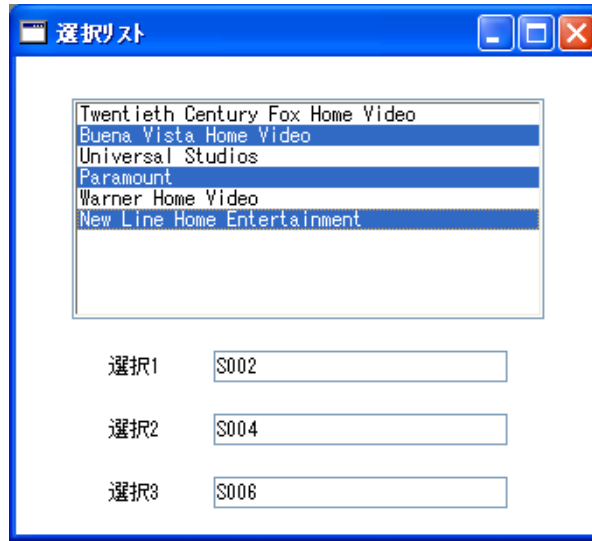 選択リスト
Twentieth Century Fox Home Video
Buena Vista Home Video
Universal Studios
Paramount
Warner Home Video
New Line Home Entertainment
選択1 S002
選択2 S004
選択3 S006